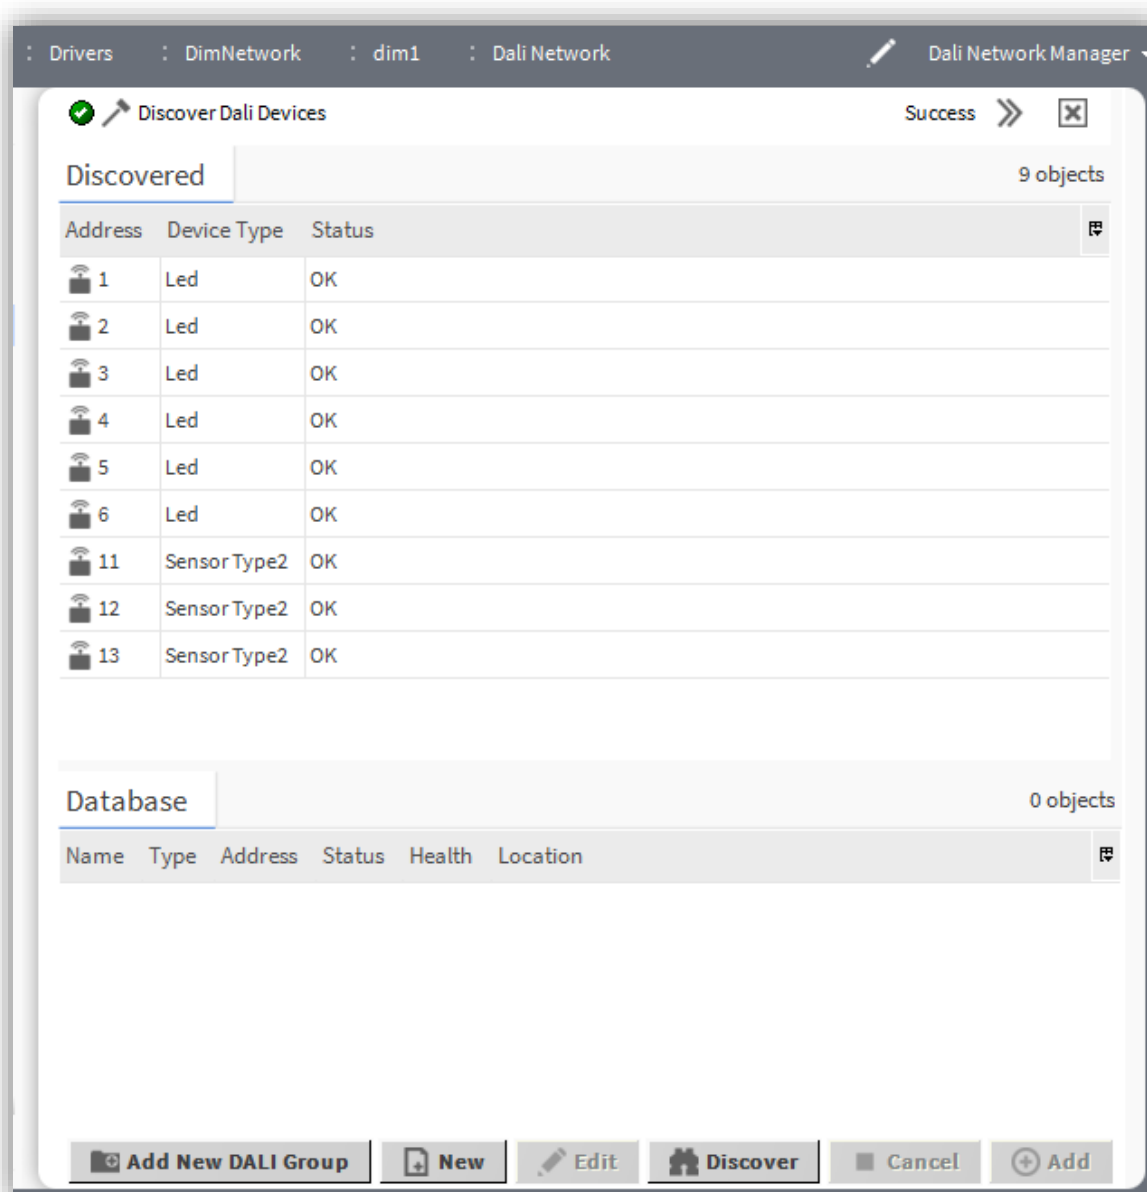 : Drivers : DimNetwork : dim1 : Dali Network Dali Network Manager
Discover Dali Devices Success
Discovered 9 objects
Address Device Type Status
1 Led OK
2 Led OK
3 Led OK
4 Led OK
5 Led OK
6 Led OK
11 Sensor Type2 OK
12 Sensor Type2 OK
13 Sensor Type2 OK
Database 0 objects
Name Type Address Status Health Location
Add New DALI Group New Edit Discover Cancel Add